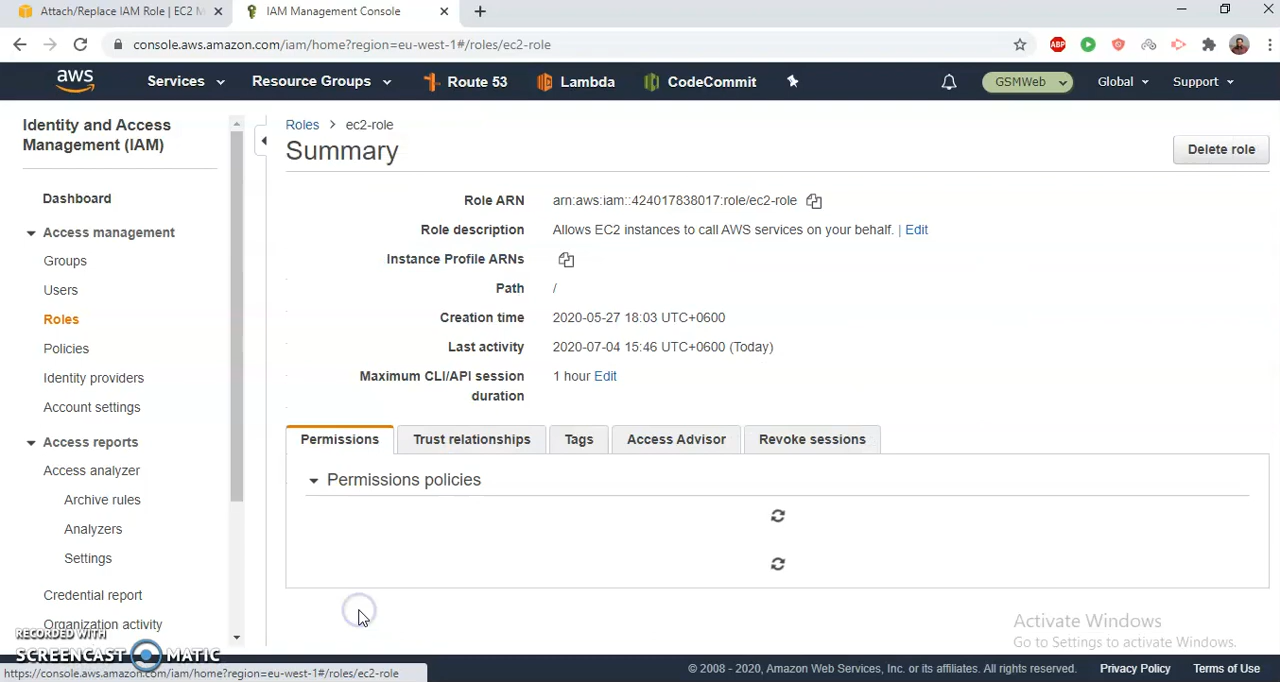 Attach/Replace IAM Role | EC2 M
IAM Management Console
console.aws.amazon.com/iam/home?region=eu-west-1#/roles/ec2-role
ABP
aws
Services
Resource Groups
Route 53
Lambda
CodeCommit
GSMWeb
Global
Support
Identity and Access
Management (IAM)
Dashboard
Access management
Groups
Users
Roles
Policies
Identity providers
Account settings
Access reports
Access analyzer
Archive rules
Analyzers
Settings
Credential report
Organization activity
Roles > ec2-role
Summary
Delete role
Role ARN arn:aws:iam::424017838017:role/ec2-role
Role description Allows EC2 instances to call AWS services on your behalf. | Edit
Instance Profile ARNs
Path /
Creation time 2020-05-27 18:03 UTC+0600
Last activity 2020-07-04 15:46 UTC+0600 (Today)
Maximum CLI/API session 1 hour Edit
duration
Permissions
Trust relationships
Tags
Access Advisor
Revoke sessions
Permissions policies
Activate Windows
Go to Settings to activate Windows.
RECORDED WITH
SCREENCAST MATIC
https://console.aws.amazon.com/iam/home?region=eu-west-1#/roles/ec2-role
© 2008 - 2020, Amazon Web Services, Inc. or its affiliates. All rights reserved.
Privacy Policy
Terms of Use